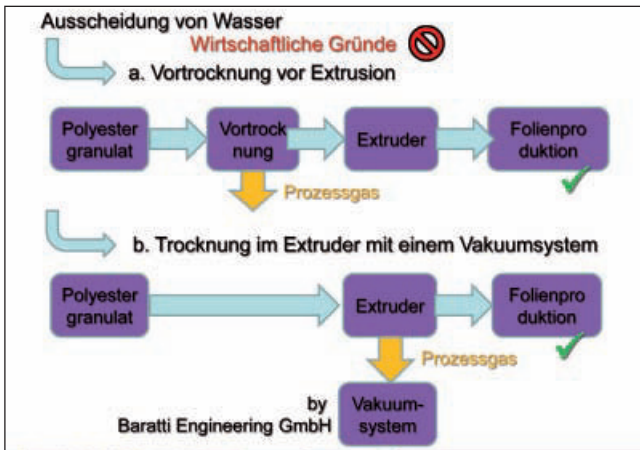 Ausscheidung von Wasser
Wirtschaftliche Gründe
a. Vortrocknung vor Extrusion
Polyester
granulat
Vortrock
nung
Extruder
Folienpro
duktion
Prozessgas
b. Trocknung im Extruder mit einem Vakuumsystem
Polyester
granulat
Extruder
Folienpro
duktion
Prozessgas
by
Baratti Engineering GmbH
Vakuum-
system